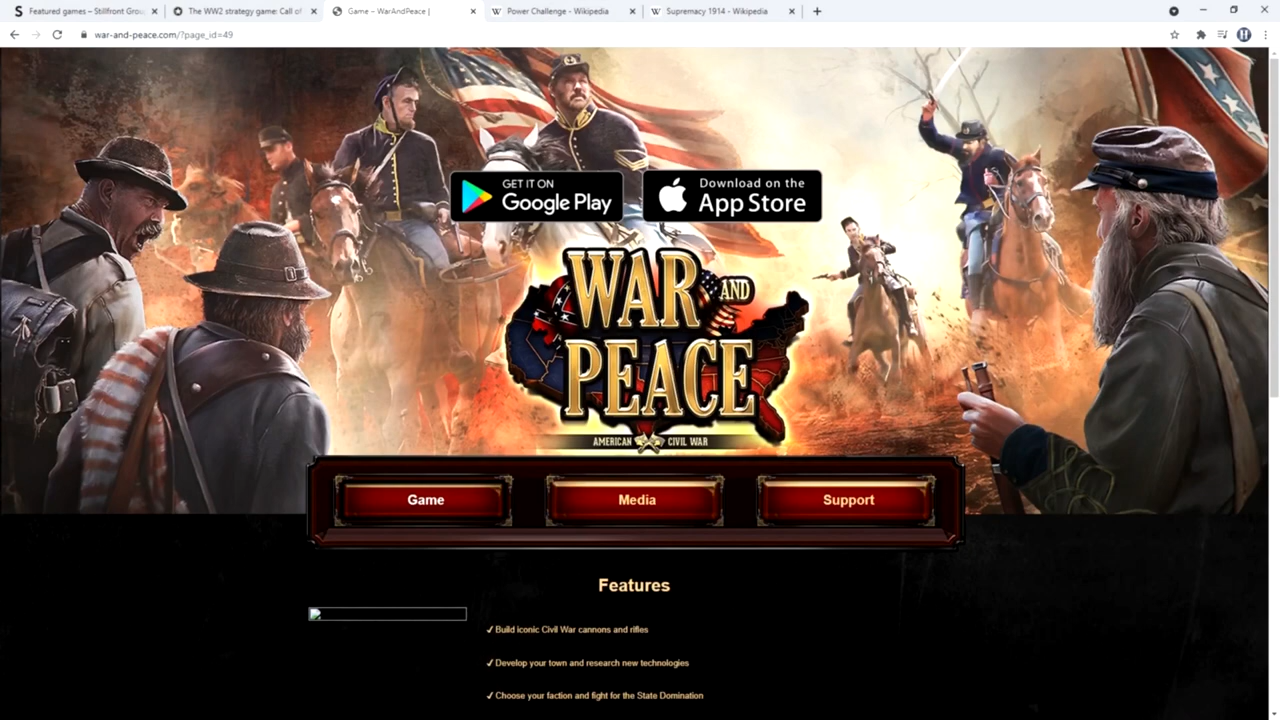 Featured games – Stillfront Grou
The WW2 strategy game: Call of
Game – WarAndPeace |
Power Challenge - Wikipedia
Supremacy 1914 - Wikipedia
war-and-peace.com/?page_id=49
GET IT ON
Google Play
Download on the
App Store
WAR AND
PEACE
AMERICAN CIVIL WAR
Game
Media
Support
Features
✓ Build iconic Civil War cannons and rifles
✓ Develop your town and research new technologies
✓ Choose your faction and fight for the State Domination